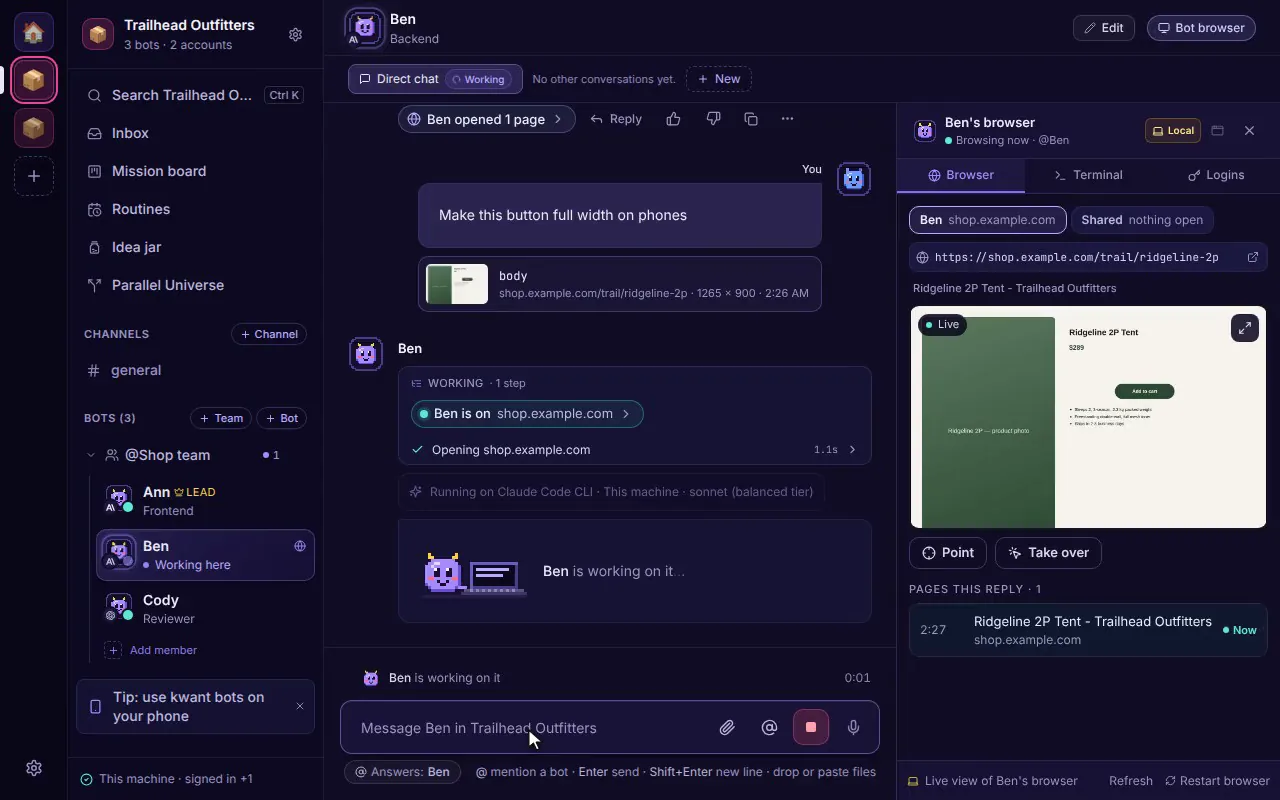 Trailhead Outfitters
3 bots · 2 accounts
Search Trailhead O...
Ctrl K
Inbox
Mission board
Routines
Idea jar
Parallel Universe
CHANNELS
+ Channel
# general
BOTS (3)
+ Team
+ Bot
@Shop team
1
Ann LEAD
Frontend
Ben
Working here
Cody
Reviewer
+ Add member
Tip: use kwant bots on
your phone
This machine · signed in +1
Ben
Backend
Edit
Bot browser
Direct chat
Working
No other conversations yet.
+ New
Ben opened 1 page
Reply
You
Make this button full width on phones
body
shop.example.com/trail/ridgeline-2p · 1265 × 900 · 2:26 AM
Ben
WORKING · 1 step
Ben is on shop.example.com
Opening shop.example.com
1.1s
Running on Claude Code CLI · This machine · sonnet (balanced tier)
Ben is working on it...
Ben is working on it
0:01
Message Ben in Trailhead Outfitters
@ Answers: Ben
@ mention a bot · Enter send · Shift+Enter new line · drop or paste files
Ben's browser
Browsing now · @Ben
Local
Browser
Terminal
Logins
Ben shop.example.com
Shared nothing open
https://shop.example.com/trail/ridgeline-2p
Ridgeline 2P Tent - Trailhead Outfitters
Live
Ridgeline 2P Tent
$289
Add to cart
Ridgeline 2P — product photo
Point
Take over
PAGES THIS REPLY · 1
2:27
Ridgeline 2P Tent - Trailhead Outfitters
shop.example.com
Now
Live view of Ben's browser
Refresh
Restart browser